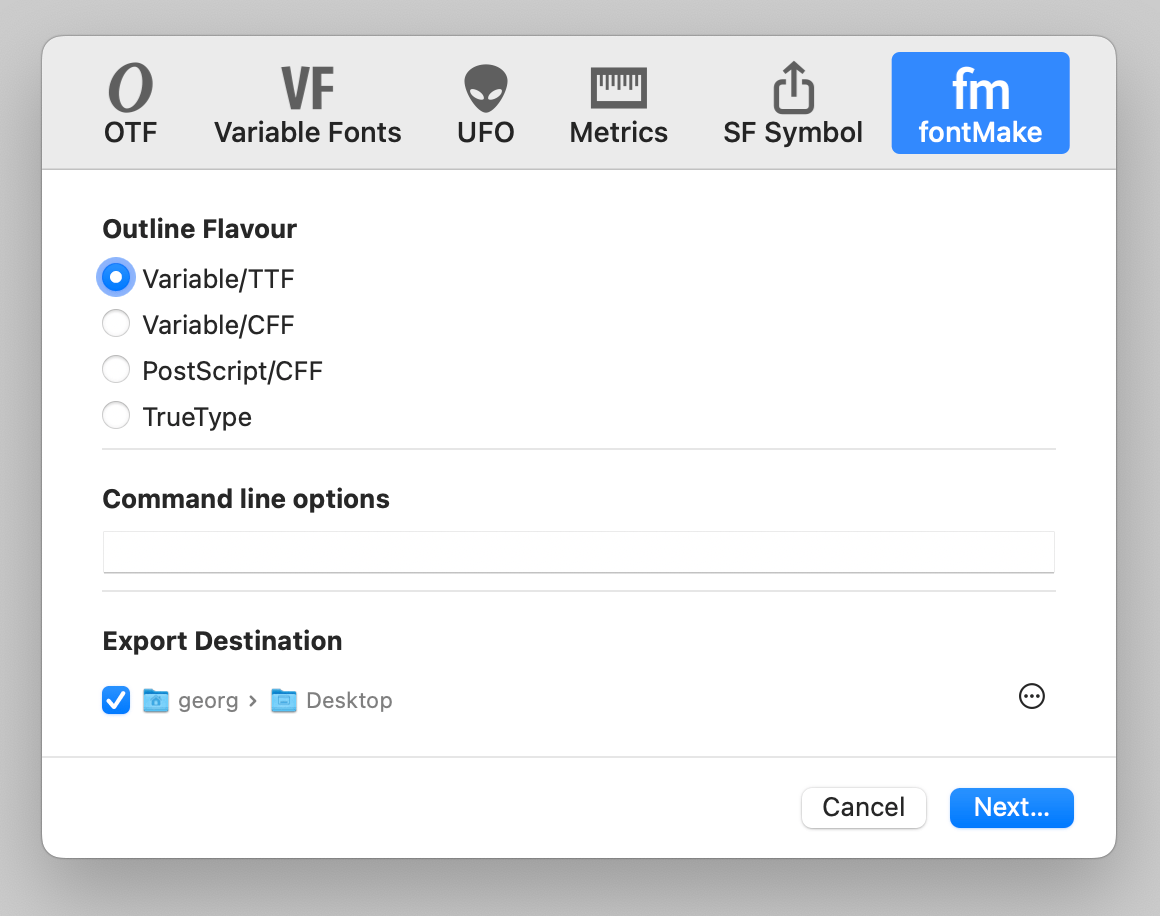 O VF fm
OTF Variable Fonts UFO Metrics SF Symbol fontMake
Outline Flavour
Variable/TTF
Variable/CFF
PostScript/CFF
TrueType
Command line options
Export Destination
georg › Desktop
Cancel Next...